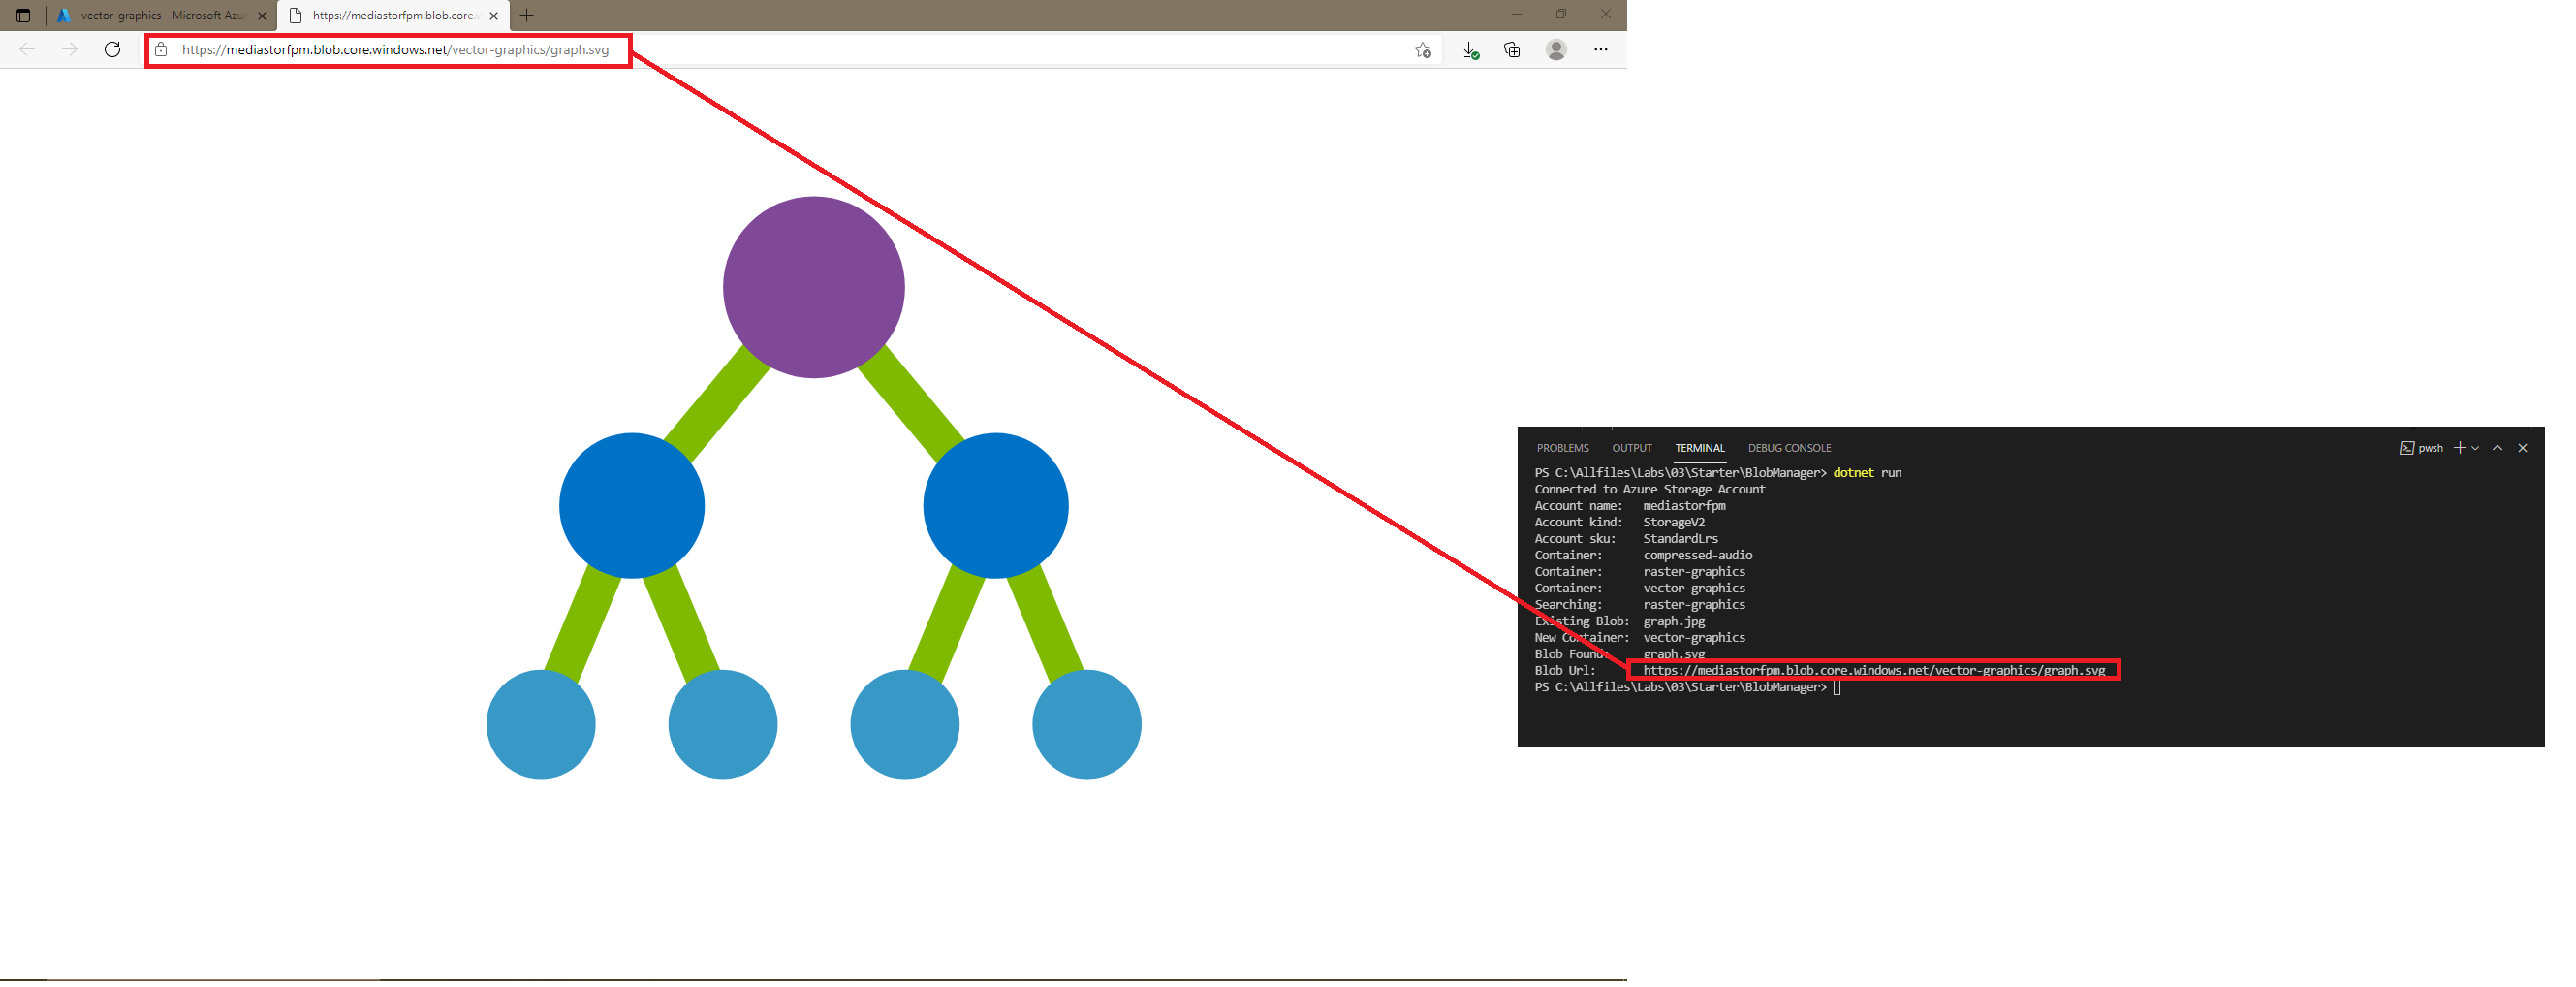 vector-graphics - Microsoft Azur
https://mediastorfpm.blob.core.w
https://mediastorfpm.blob.core.windows.net/vector-graphics/graph.svg
PROBLEMS OUTPUT TERMINAL DEBUG CONSOLE pwsh
PS C:\Allfiles\Labs\03\Starter\BlobManager> dotnet run
Connected to Azure Storage Account
Account name: mediastorfpm
Account kind: StorageV2
Account sku: StandardLrs
Container: compressed-audio
Container: raster-graphics
Container: vector-graphics
Searching: raster-graphics
Existing Blob: graph.jpg
New Container: vector-graphics
Blob Found: graph.svg
Blob Url: https://mediastorfpm.blob.core.windows.net/vector-graphics/graph.svg
PS C:\Allfiles\Labs\03\Starter\BlobManager>